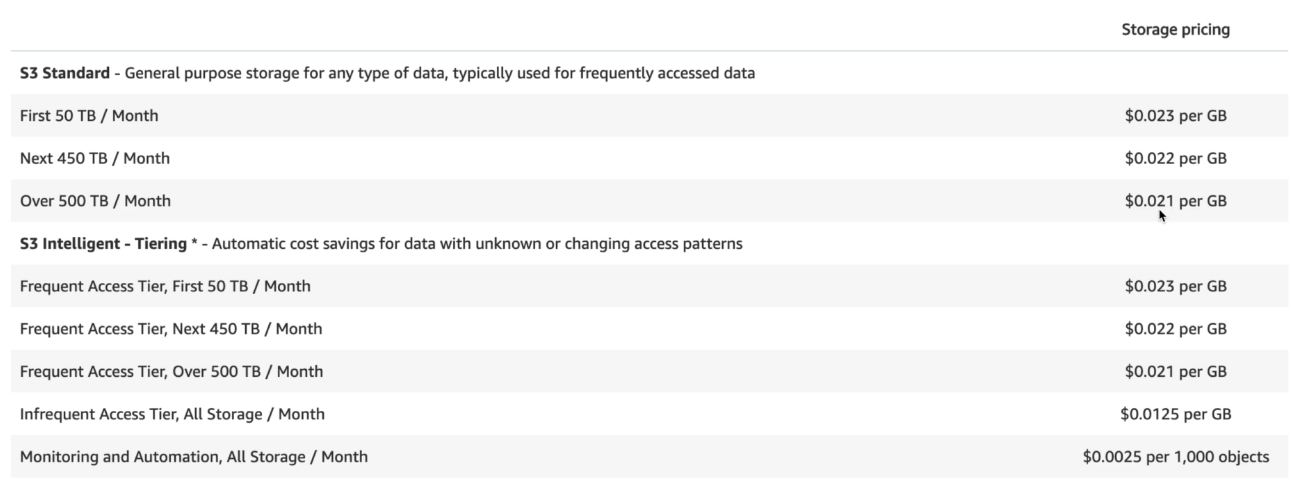 Storage pricing
S3 Standard - General purpose storage for any type of data, typically used for frequently accessed data
First 50 TB / Month $0.023 per GB
Next 450 TB / Month $0.022 per GB
Over 500 TB / Month $0.021 per GB
S3 Intelligent - Tiering * - Automatic cost savings for data with unknown or changing access patterns
Frequent Access Tier, First 50 TB / Month $0.023 per GB
Frequent Access Tier, Next 450 TB / Month $0.022 per GB
Frequent Access Tier, Over 500 TB / Month $0.021 per GB
Infrequent Access Tier, All Storage / Month $0.0125 per GB
Monitoring and Automation, All Storage / Month $0.0025 per 1,000 objects